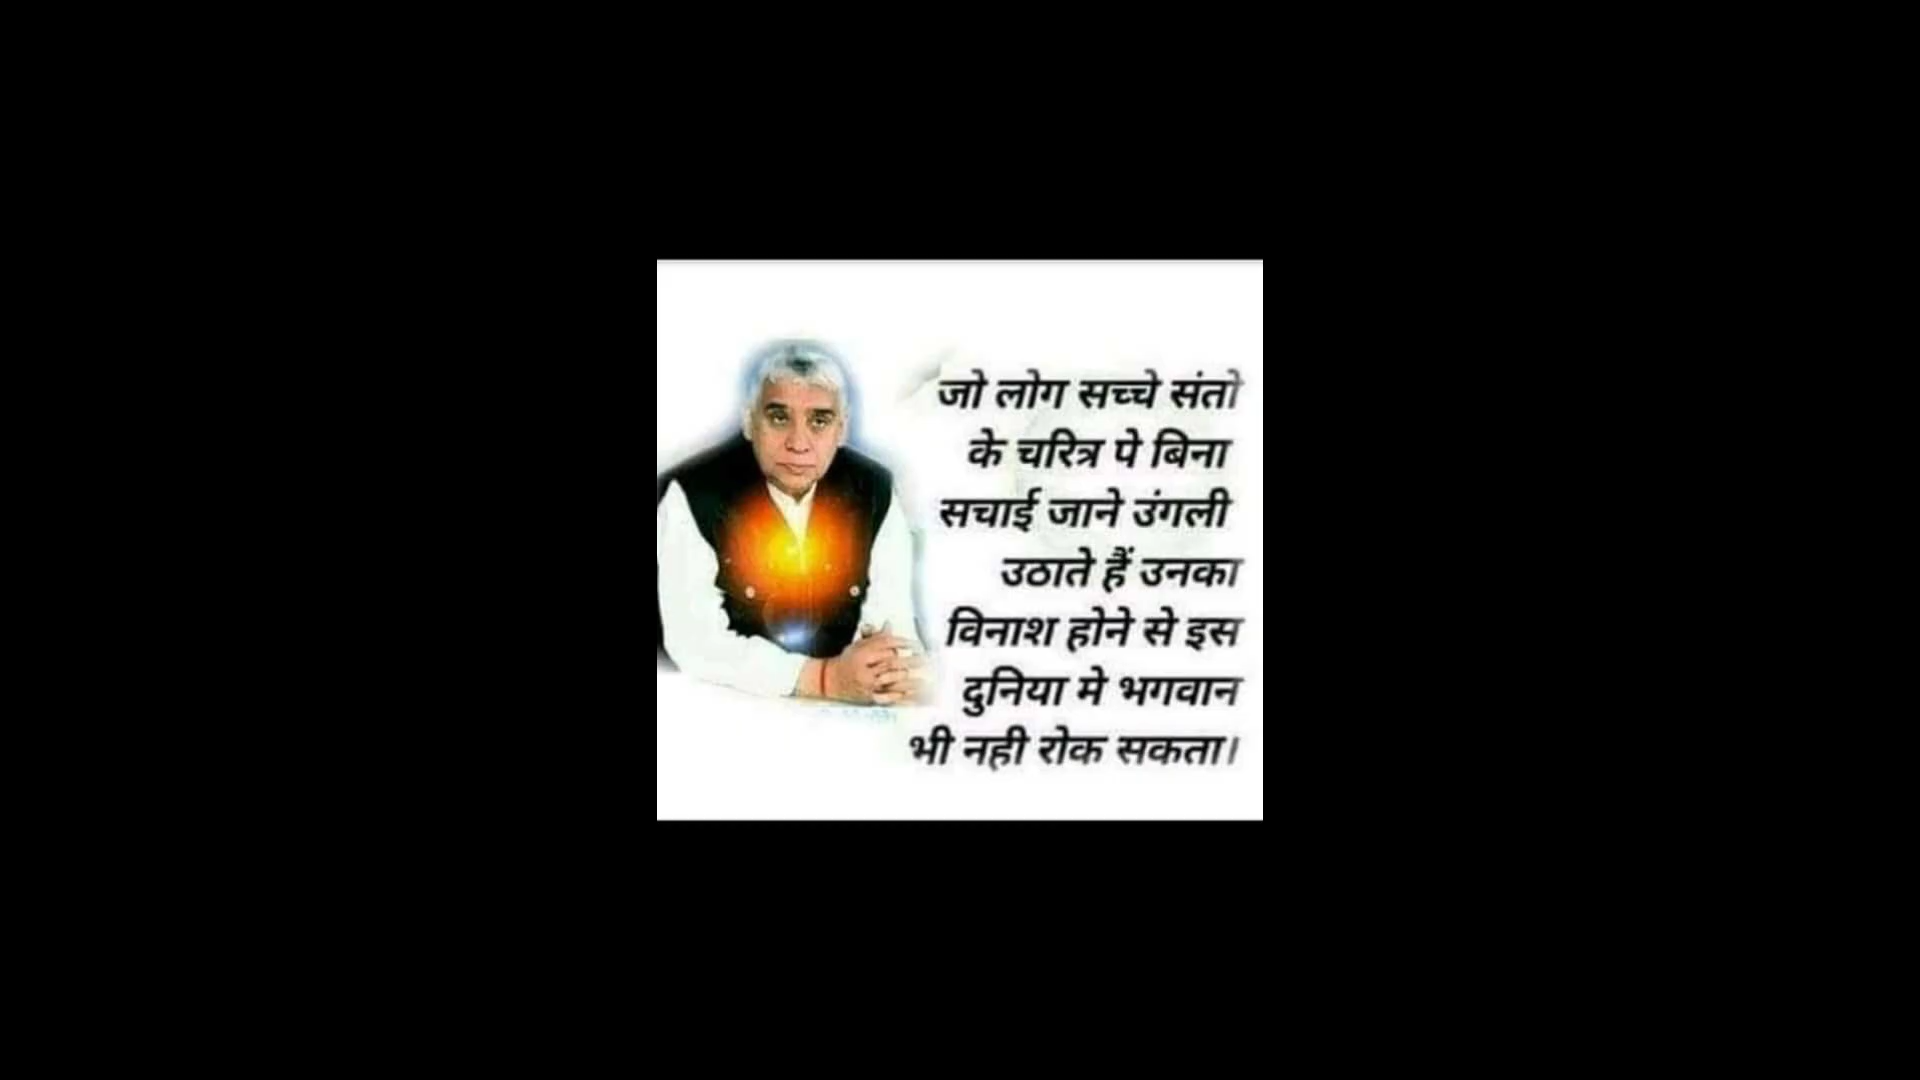 जो लोग सच्चे संतो
के चरित्र पे बिना
सचाई जाने उंगली
उठाते हैं उनका
विनाश होने से इस
दुनिया मे भगवान
भी नही रोक सकता।